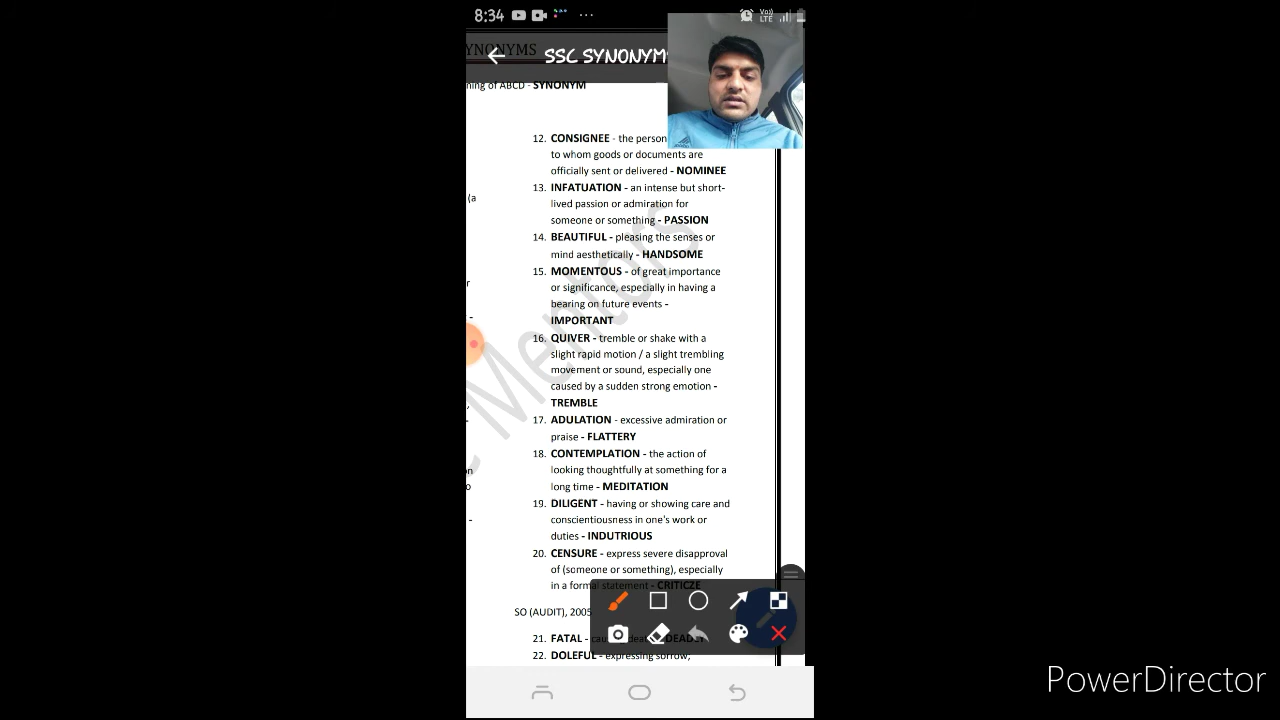 8:34
Vo))
LTE
YNONYMS
SSC SYNONYM
ning of ABCD - SYNONYM
12. CONSIGNEE - the person
to whom goods or documents are
officially sent or delivered - NOMINEE
(a
13. INFATUATION - an intense but short-
lived passion or admiration for
someone or something - PASSION
14. BEAUTIFUL - pleasing the senses or
mind aesthetically - HANDSOME
15. MOMENTOUS - of great importance
or significance, especially in having a
bearing on future events -
IMPORTANT
16. QUIVER - tremble or shake with a
slight rapid motion / a slight trembling
movement or sound, especially one
caused by a sudden strong emotion -
TREMBLE
17. ADULATION - excessive admiration or
praise - FLATTERY
18. CONTEMPLATION - the action of
looking thoughtfully at something for a
long time - MEDITATION
19. DILIGENT - having or showing care and
conscientiousness in one's work or
duties - INDUTRIOUS
20. CENSURE - express severe disapproval
of (someone or something), especially
in a formal statement - CRITICZE
SO (AUDIT), 2005
21. FATAL - DEADLY
22. DOLEFUL - expressing sorrow;
Mentors
PowerDirector